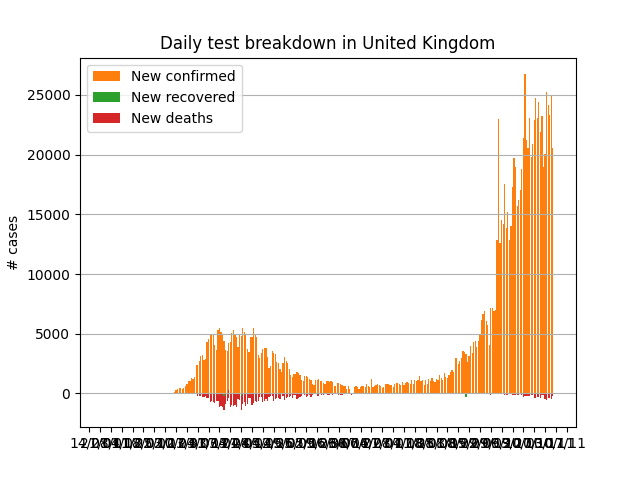 Daily test breakdown in United Kingdom
New confirmed
New recovered
New deaths
25000
20000
15000
10000
5000
0
# cases